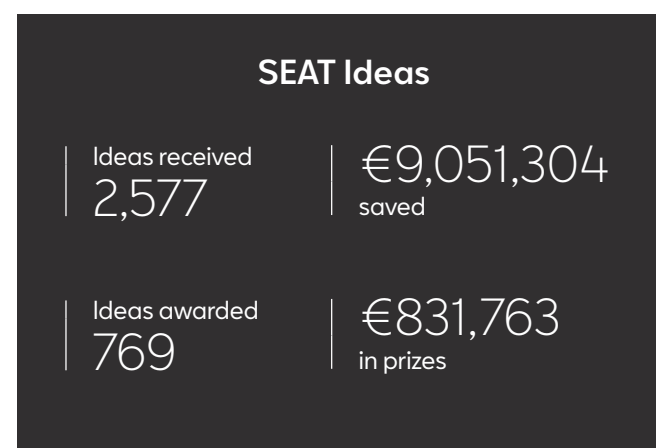 SEAT Ideas
Ideas received
2,577
€9,051,304
saved
Ideas awarded
769
€831,763
in prizes